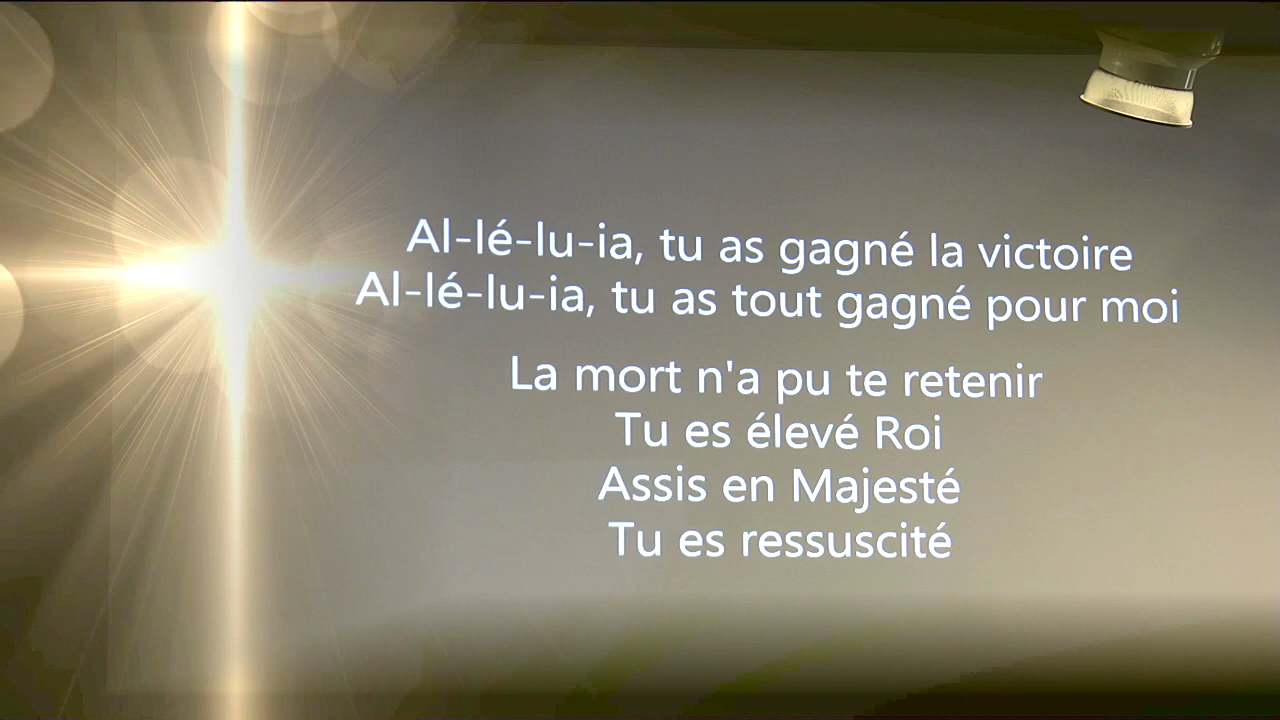 Al-lé-lu-ia, tu as gagné la victoire
Al-lé-lu-ia, tu as tout gagné pour moi
La mort n'a pu te retenir
Tu es élevé Roi
Assis en Majesté
Tu es ressuscité